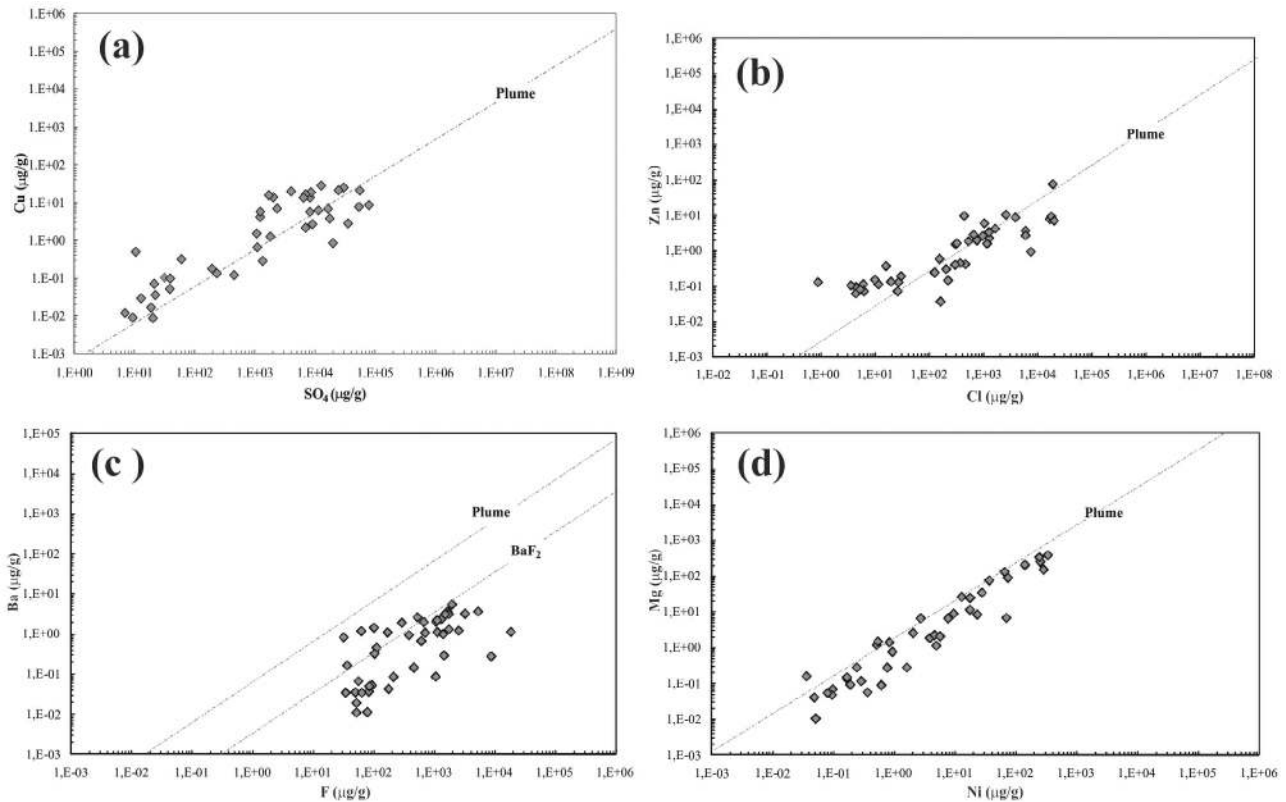 (a)
1,E+06
1,E+05
1,E+04
1,E+03
1,E+02
1,E+01
1,E+00
1,E-01
1,E-02
1,E-03
Cu (µg/g)
Plume
1,E+00 1,E+01 1,E+02 1,E+03 1,E+04 1,E+05 1,E+06 1,E+07 1,E+08 1,E+09
SO4 (µg/g)
(b)
1,E+06
1,E+05
1,E+04
1,E+03
1,E+02
1,E+01
1,E+00
1,E-01
1,E-02
1,E-03
Zn (µg/g)
Plume
1,E-02 1,E-01 1,E+00 1,E+01 1,E+02 1,E+03 1,E+04 1,E+05 1,E+06 1,E+07 1,E+08
Cl (µg/g)
(c )
1,E+05
1,E+04
1,E+03
1,E+02
1,E+01
1,E+00
1,E-01
1,E-02
1,E-03
Ba (µg/g)
Plume
BaF2
1,E-03 1,E-02 1,E-01 1,E+00 1,E+01 1,E+02 1,E+03 1,E+04 1,E+05 1,E+06
F (µg/g)
(d)
1,E+06
1,E+05
1,E+04
1,E+03
1,E+02
1,E+01
1,E+00
1,E-01
1,E-02
1,E-03
Mg (µg/g)
Plume
1,E-03 1,E-02 1,E-01 1,E+00 1,E+01 1,E+02 1,E+03 1,E+04 1,E+05 1,E+06
Ni (µg/g)